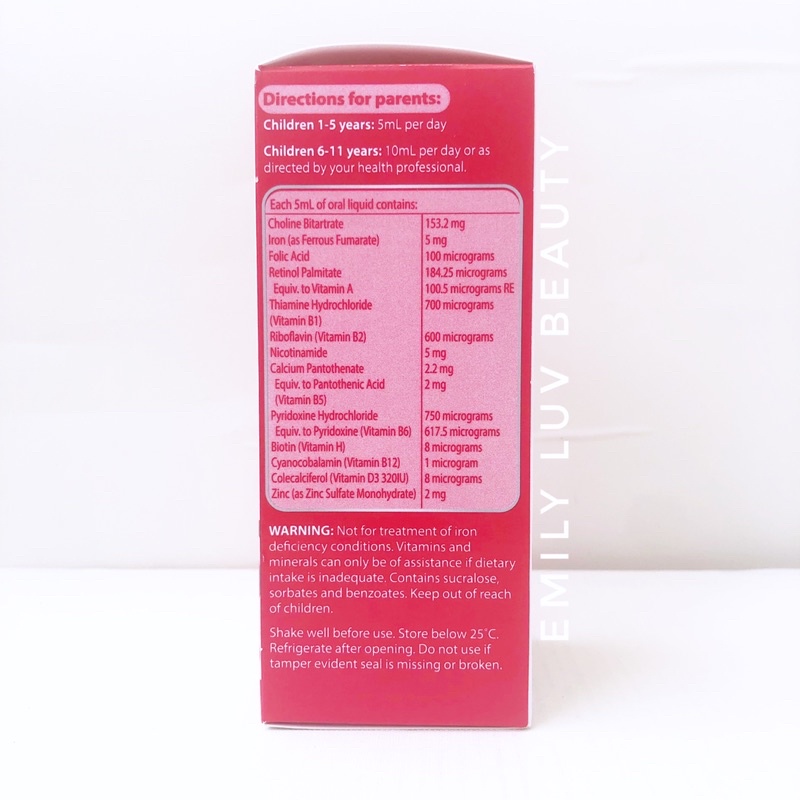 Directions for parents:
Children 1-5 years: 5mL per day
Children 6-11 years: 10mL per day or as
directed by your health professional.
Each 5mL of oral liquid contains:
Choline Bitartrate 153.2 mg
Iron (as Ferrous Fumarate) 5 mg
Folic Acid 100 micrograms
Retinol Palmitate 184.25 micrograms
Equiv. to Vitamin A 100.5 micrograms RE
Thiamine Hydrochloride 700 micrograms
(Vitamin B1)
Riboflavin (Vitamin B2) 600 micrograms
Nicotinamide 5 mg
Calcium Pantothenate 2.2 mg
Equiv. to Pantothenic Acid 2 mg
(Vitamin B5)
Pyridoxine Hydrochloride 750 micrograms
Equiv. to Pyridoxine (Vitamin B6) 617.5 micrograms
Biotin (Vitamin H) 8 micrograms
Cyanocobalamin (Vitamin B12) 1 microgram
Colecalciferol (Vitamin D3 320IU) 8 micrograms
Zinc (as Zinc Sulfate Monohydrate) 2 mg
WARNING: Not for treatment of iron
deficiency conditions. Vitamins and
minerals can only be of assistance if dietary
intake is inadequate. Contains sucralose,
sorbates and benzoates. Keep out of reach
of children.
Shake well before use. Store below 25°C.
Refrigerate after opening. Do not use if
tamper evident seal is missing or broken.
EMILY LUV BEAUTY